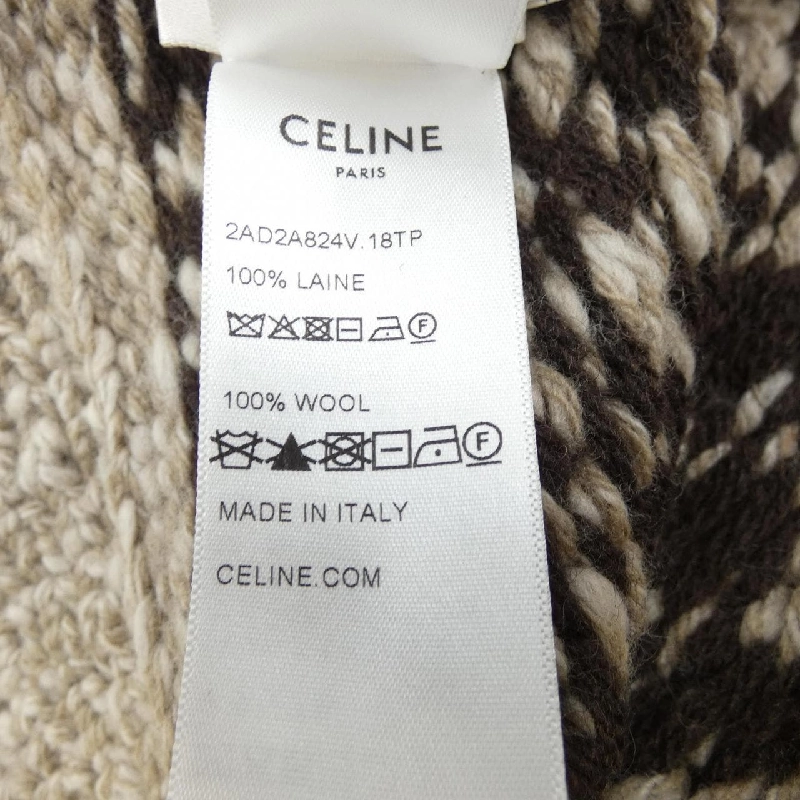 CELINE
PARIS
2AD2A824V.18TP
100% LAINE
F
100% WOOL
F
MADE IN ITALY
CELINE.COM